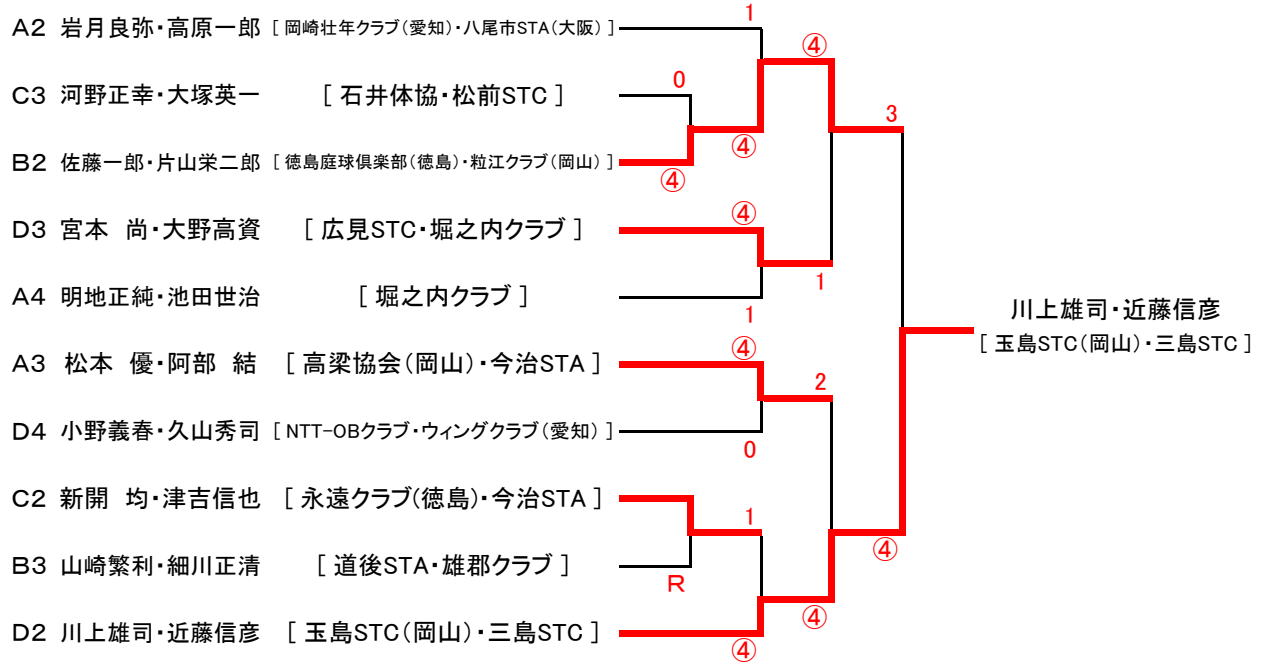 1
A2 岩月良弥・高原一郎 [ 岡崎壮年クラブ(愛知)・八尾市STA(大阪) ]
④
0
C3 河野正幸・大塚英一 [ 石井体協・松前STC ]
3
④
B2 佐藤一郎・片山栄二郎 [ 徳島庭球倶楽部(徳島)・粒江クラブ(岡山) ]
④
④
D3 宮本 尚・大野高資 [ 広見STC・堀之内クラブ ]
1
A4 明地正純・池田世治 [ 堀之内クラブ ]
1
川上雄司・近藤信彦
[ 玉島STC(岡山)・三島STC ]
④
A3 松本 優・阿部 結 [ 高梁協会(岡山)・今治STA ]
2
D4 小野義春・久山秀司 [ NTT-OBクラブ・ウィングクラブ(愛知) ]
0
C2 新開 均・津吉信也 [ 永遠クラブ(徳島)・今治STA ]
1
④
B3 山崎繁利・細川正清 [ 道後STA・雄郡クラブ ]
R
④
D2 川上雄司・近藤信彦 [ 玉島STC(岡山)・三島STC ]
④